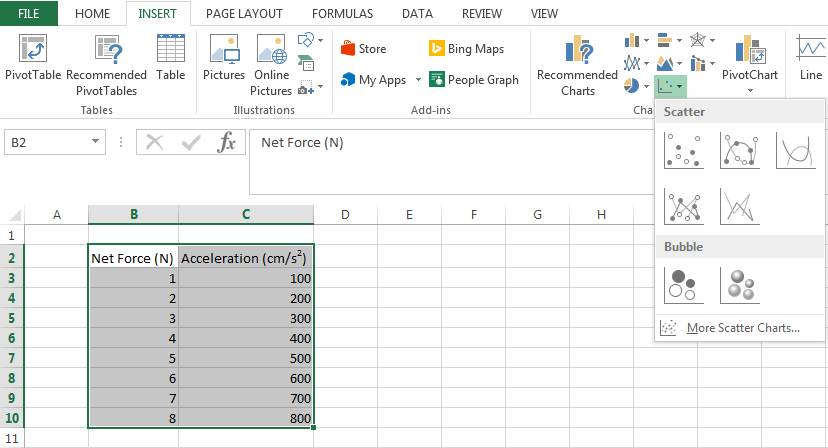 FILE HOME INSERT PAGE LAYOUT FORMULAS DATA REVIEW VIEW
PivotTable Recommended PivotTables Table
Tables
Pictures Online Pictures
Illustrations
Store
My Apps
Bing Maps
People Graph
Add-ins
Recommended Charts
PivotChart
Line
Cha
Scatter
Bubble
More Scatter Charts...
B2 fx Net Force (N)
A B C D E F G H
1
2 Net Force (N) Acceleration (cm/s²)
3 1 100
4 2 200
5 3 300
6 4 400
7 5 500
8 6 600
9 7 700
10 8 800
11